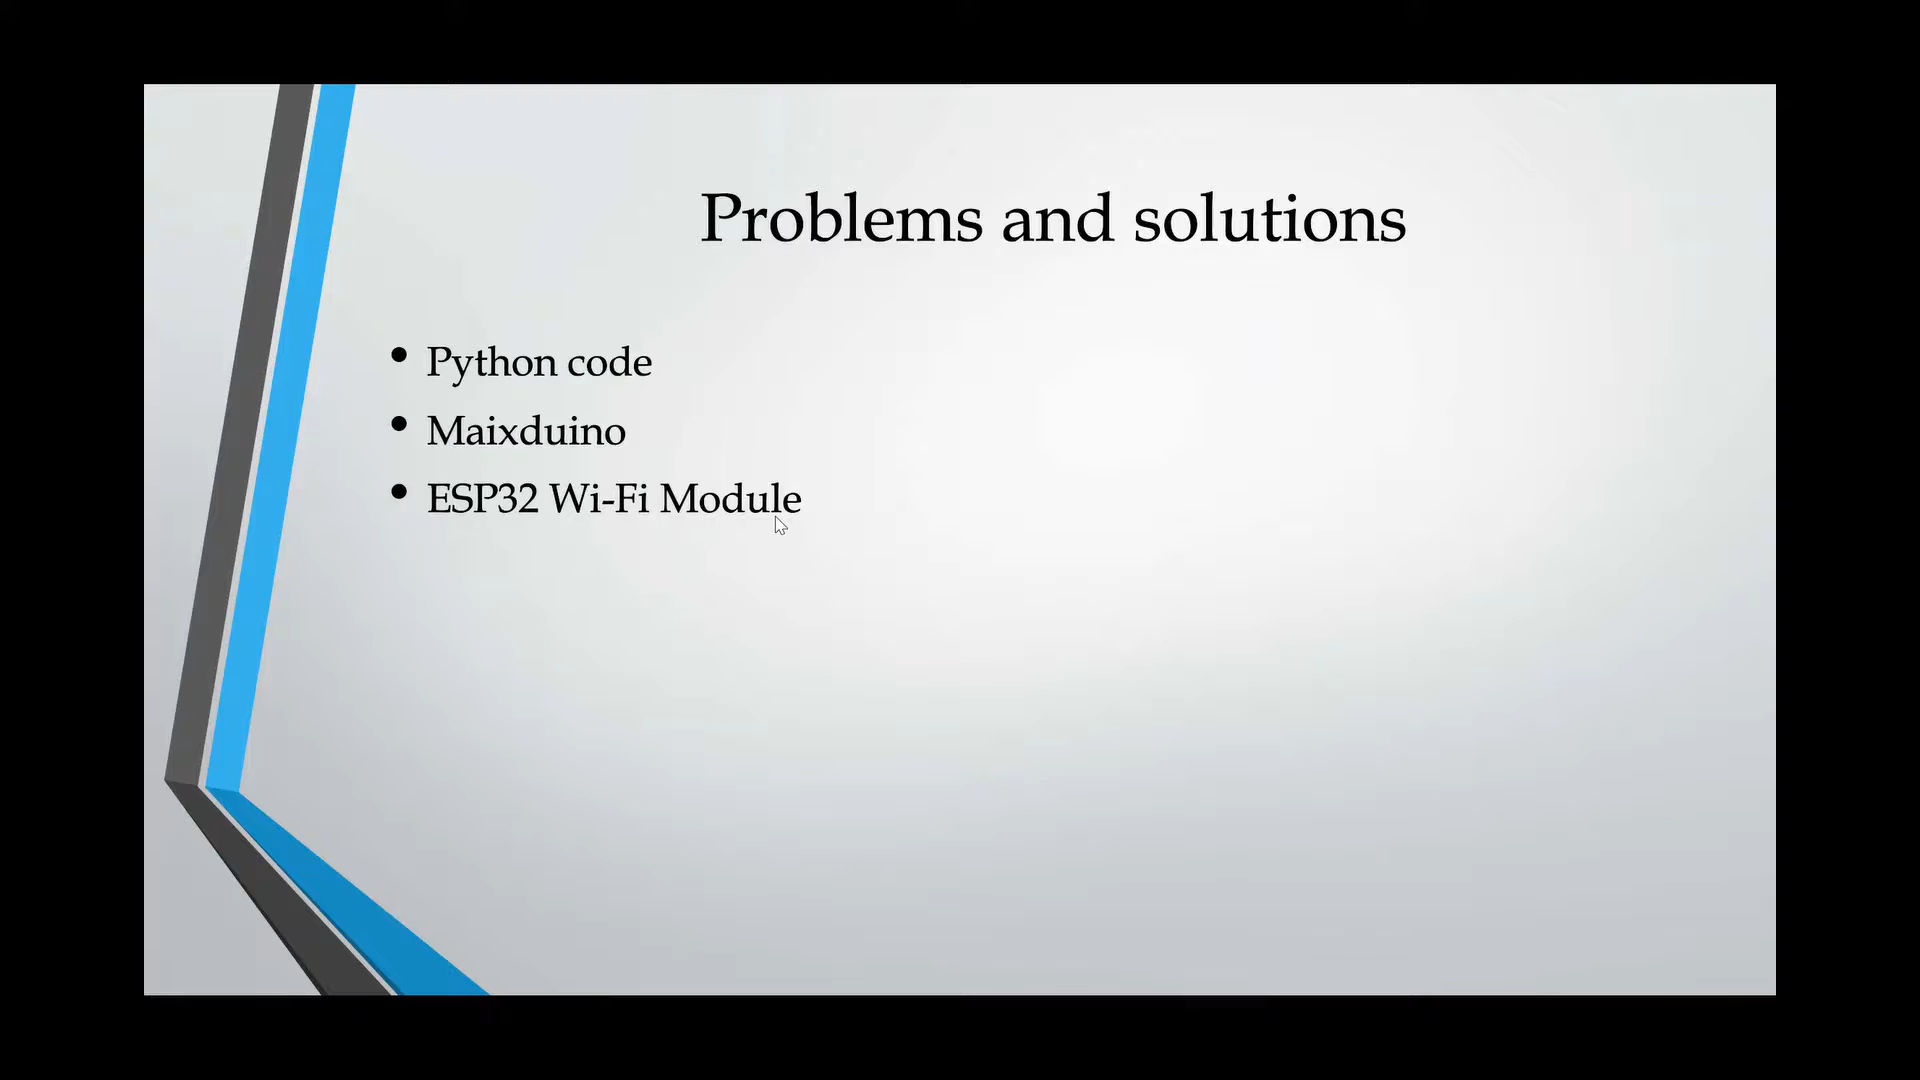 Problems and solutions
• Python code
• Maixduino
• ESP32 Wi-Fi Module